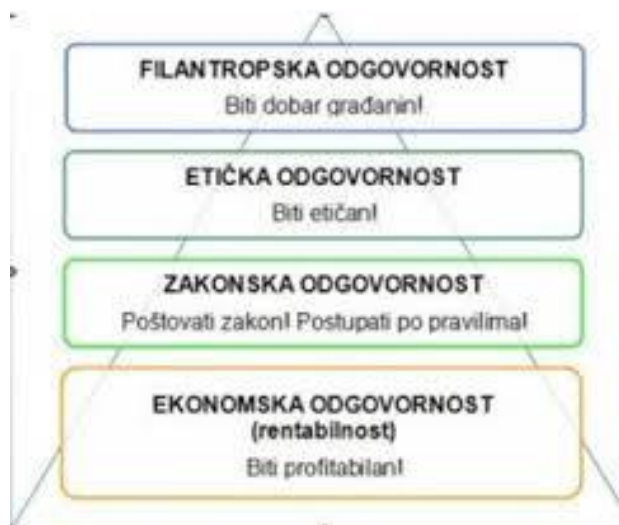 FILANTROPSKA ODGOVORNOST
Biti dobar građanin!
ETIČKA ODGOVORNOST
Biti etičan!
ZAKONSKA ODGOVORNOST
Poštovati zakon! Postupati po pravilima!
EKONOMSKA ODGOVORNOST
(rentabilnost)
Biti profitabilan!